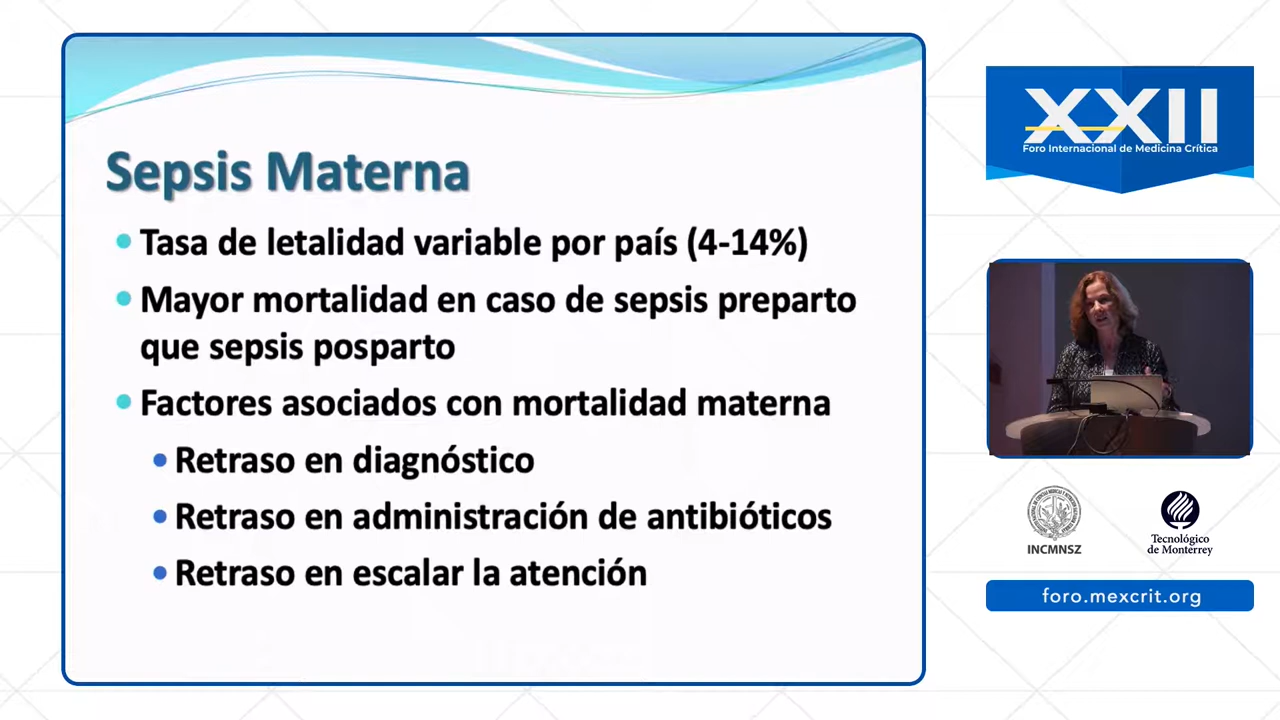 Sepsis Materna
Tasa de letalidad variable por país (4-14%)
Mayor mortalidad en caso de sepsis preparto
que sepsis posparto
Factores asociados con mortalidad materna
Retraso en diagnóstico
Retraso en administración de antibióticos
Retraso en escalar la atención
XXII
Foro Internacional de Medicina Crítica
INCMNSZ
Tecnológico
de Monterrey
foro.mexcrit.org